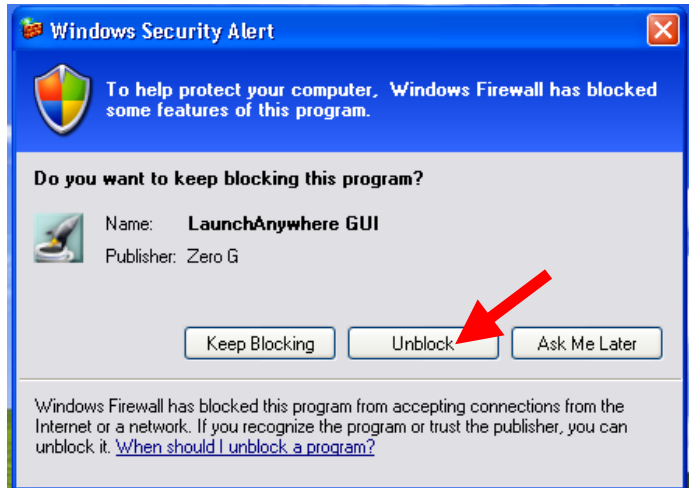 Windows Security Alert
To help protect your computer, Windows Firewall has blocked
some features of this program.
Do you want to keep blocking this program?
Name: LaunchAnywhere GUI
Publisher: Zero G
Keep Blocking Unblock Ask Me Later
Windows Firewall has blocked this program from accepting connections from the
Internet or a network. If you recognize the program or trust the publisher, you can
unblock it. When should I unblock a program?